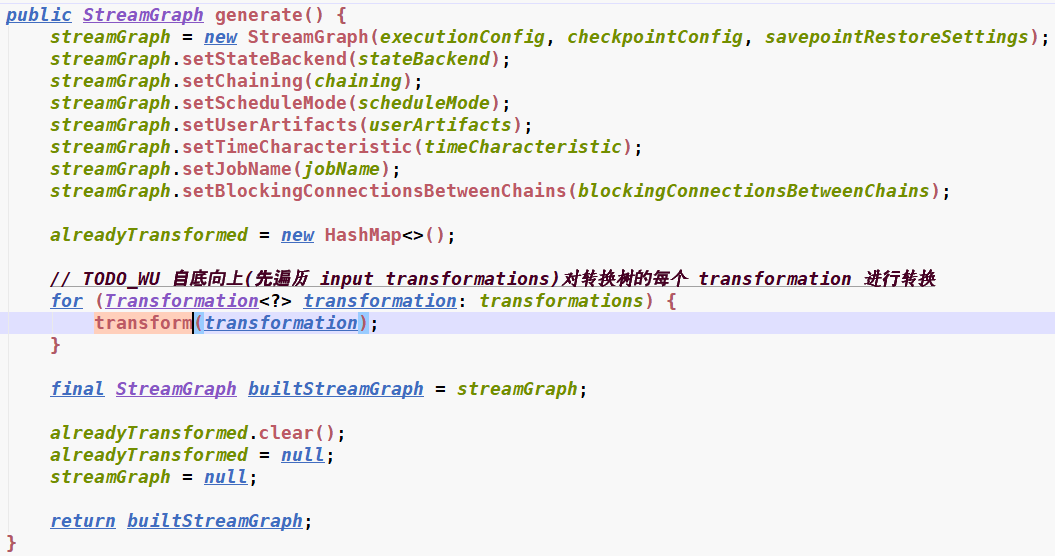 public StreamGraph generate() {
streamGraph = new StreamGraph(executionConfig, checkpointConfig, savepointRestoreSettings);
streamGraph.setStateBackend(stateBackend);
streamGraph.setChaining(chaining);
streamGraph.setScheduleMode(scheduleMode);
streamGraph.setUserArtifacts(userArtifacts);
streamGraph.setTimeCharacteristic(timeCharacteristic);
streamGraph.setJobName(jobName);
streamGraph.setBlockingConnectionsBetweenChains(blockingConnectionsBetweenChains);
alreadyTransformed = new HashMap<>();
// TODO_WU 自底向上(先遍历 input transformations)对转换树的每个 transformation 进行转换
for (Transformation<?> transformation: transformations) {
transform(transformation);
}
final StreamGraph builtStreamGraph = streamGraph;
alreadyTransformed.clear();
alreadyTransformed = null;
streamGraph = null;
return builtStreamGraph;
}